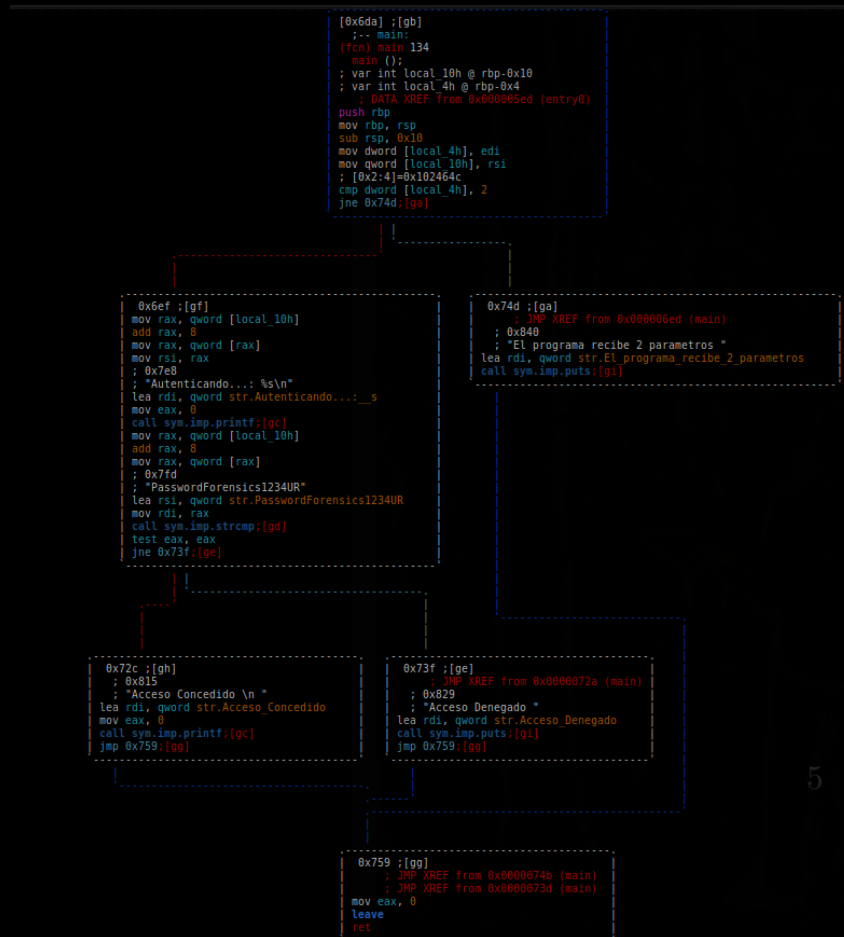 [0x6da] ;[gb]
;-- main:
(fcn) main 134
main ();
; var int local_10h @ rbp-0x10
; var int local_4h @ rbp-0x4
; DATA XREF from 0x000005ed (entry0)
push rbp
mov rbp, rsp
sub rsp, 0x10
mov dword [local_4h], edi
mov qword [local_10h], rsi
; [0x2:4]=0x102464c
cmp dword [local_4h], 2
jne 0x74d;[ga]
0x6ef ;[gf]
mov rax, qword [local_10h]
add rax, 8
mov rax, qword [rax]
mov rsi, rax
; 0x7e8
; "Autenticando...: %s\n"
lea rdi, qword str.Autenticando...:__s
mov eax, 0
call sym.imp.printf;[gc]
mov rax, qword [local_10h]
add rax, 8
mov rax, qword [rax]
; 0x7fd
; "PasswordForensics1234UR"
lea rsi, qword str.PasswordForensics1234UR
mov rdi, rax
call sym.imp.strcmp;[gd]
test eax, eax
jne 0x73f;[ge]
0x74d ;[ga]
; JMP XREF from 0x000006ed (main)
; 0x840
; "El programa recibe 2 parametros "
lea rdi, qword str.El_programa_recibe_2_parametros
call sym.imp.puts;[gi]
0x72c ;[gh]
; 0x815
; "Acceso Concedido \n "
lea rdi, qword str.Acceso_Concedido
mov eax, 0
call sym.imp.printf;[gc]
jmp 0x759;[gg]
0x73f ;[ge]
; JMP XREF from 0x0000072a (main)
; 0x829
; "Acceso Denegado "
lea rdi, qword str.Acceso_Denegado
call sym.imp.puts;[gi]
jmp 0x759;[gg]
5
0x759 ;[gg]
; JMP XREF from 0x0000074b (main)
; JMP XREF from 0x0000073d (main)
mov eax, 0
leave
ret